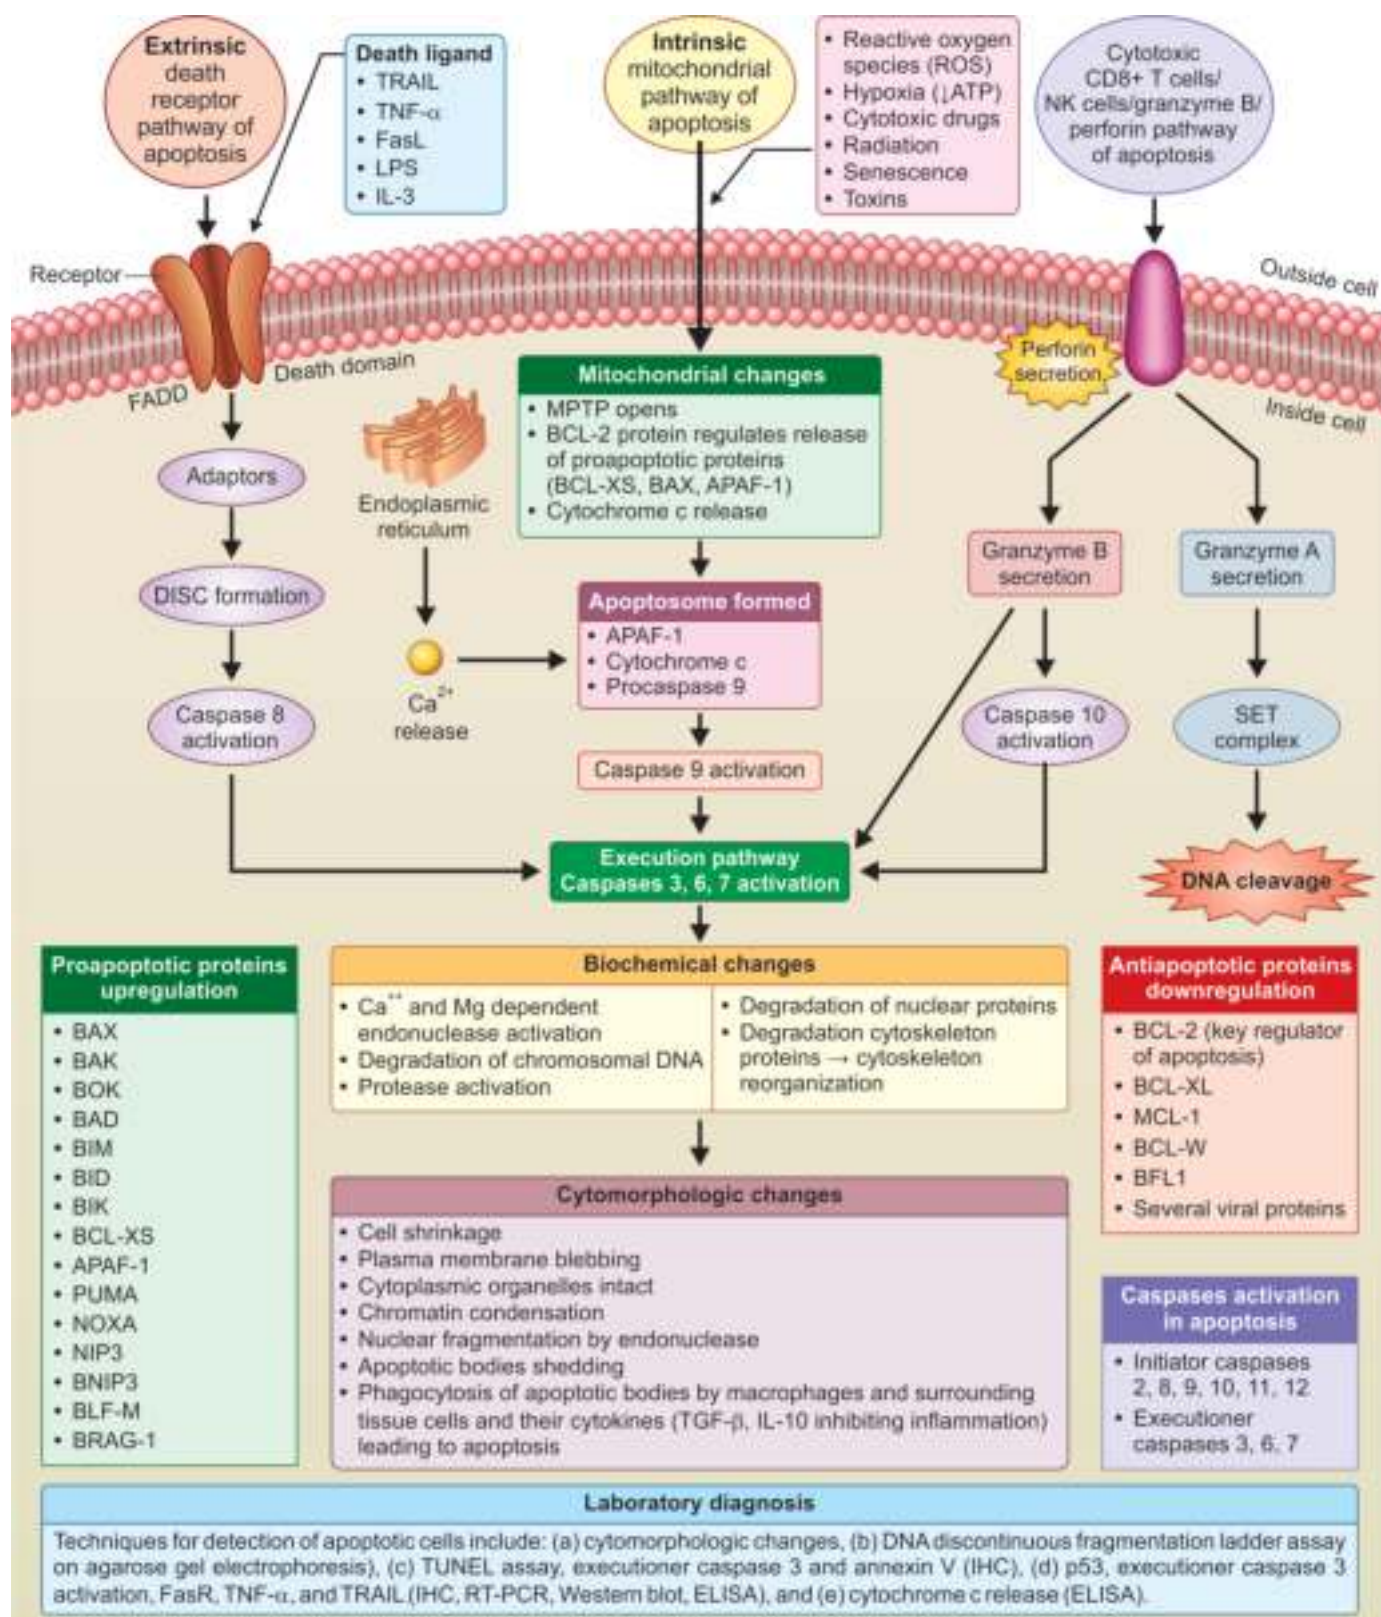 Extrinsic
death
receptor
pathway of
apoptosis
Death ligand
• TRAIL
• TNF-α
• FasL
• LPS
• IL-3
Intrinsic
mitochondrial
pathway of
apoptosis
• Reactive oxygen
species (ROS)
• Hypoxia (↓ATP)
• Cytotoxic drugs
• Radiation
• Senescence
• Toxins
Cytotoxic
CD8+ T cells/
NK cells/granzyme B/
perforin pathway
of apoptosis
Receptor
Outside cell
FADD
Death domain
Perforin
secretion
Inside cell
Adaptors
DISC formation
Caspase 8
activation
Endoplasmic
reticulum
Ca2+
release
Mitochondrial changes
• MPTP opens
• BCL-2 protein regulates release
of proapoptotic proteins
(BCL-XS, BAX, APAF-1)
• Cytochrome c release
Apoptosome formed
• APAF-1
• Cytochrome c
• Procaspase 9
Caspase 9 activation
Granzyme B
secretion
Granzyme A
secretion
Caspase 10
activation
SET
complex
Execution pathway
Caspases 3, 6, 7 activation
DNA cleavage
Proapoptotic proteins
upregulation
• BAX
• BAK
• BOK
• BAD
• BIM
• BID
• BIK
• BCL-XS
• APAF-1
• PUMA
• NOXA
• NIP3
• BNIP3
• BLF-M
• BRAG-1
Biochemical changes
• Ca++ and Mg dependent
endonuclease activation
• Degradation of chromosomal DNA
• Protease activation
• Degradation of nuclear proteins
• Degradation cytoskeleton
proteins → cytoskeleton
reorganization
Cytomorphologic changes
• Cell shrinkage
• Plasma membrane blebbing
• Cytoplasmic organelles intact
• Chromatin condensation
• Nuclear fragmentation by endonuclease
• Apoptotic bodies shedding
• Phagocytosis of apoptotic bodies by macrophages and surrounding
tissue cells and their cytokines (TGF-β, IL-10 inhibiting inflammation)
leading to apoptosis
Antiapoptotic proteins
downregulation
• BCL-2 (key regulator
of apoptosis)
• BCL-XL
• MCL-1
• BCL-W
• BFL1
• Several viral proteins
Caspases activation
in apoptosis
• Initiator caspases
2, 8, 9, 10, 11, 12
• Executioner
caspases 3, 6, 7
Laboratory diagnosis
Techniques for detection of apoptotic cells include: (a) cytomorphologic changes, (b) DNA discontinuous fragmentation ladder assay
on agarose gel electrophoresis), (c) TUNEL assay, executioner caspase 3 and annexin V (IHC), (d) p53, executioner caspase 3
activation, FasR, TNF-α, and TRAIL (IHC, RT-PCR, Western blot, ELISA), and (e) cytochrome c release (ELISA).